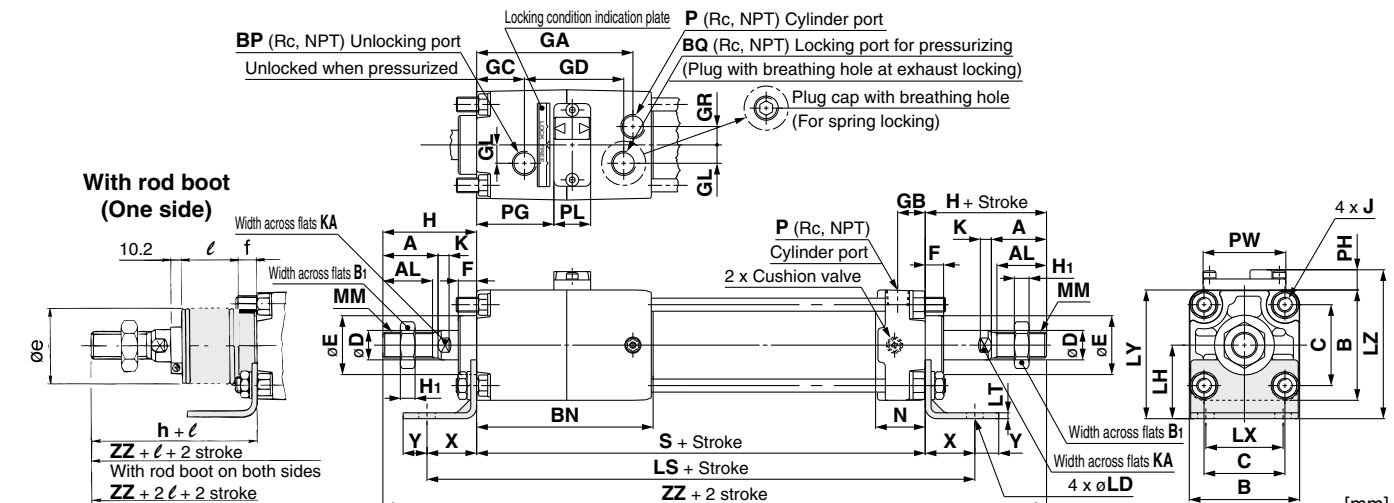 Locking condition indication plate
P (Rc, NPT) Cylinder port
BP (Rc, NPT) Unlocking port
GA
BQ (Rc, NPT) Locking port for pressurizing
Unlocked when pressurized
GC
GD
(Plug with breathing hole at exhaust locking)
GR
Plug cap with breathing hole
(For spring locking)
LOCK FREE
GL
GL
With rod boot
(One side)
PG
PL
GB
H + Stroke
4 x J
H
Width across flats KA
P (Rc, NPT)
K
A
PW
PH
10.2
ℓ
f
A
K
Cylinder port
F
AL
AL
F
2 x Cushion valve
H1
Width across flats B1
MM
MM
øe
øE
øD
øD
øE
LY
LH
C
B
LZ
H1
LT
BN
N
h + ℓ
Y
X
S + Stroke
X
Y
Width across flats B1
LX
ZZ + ℓ + 2 stroke
LS + Stroke
Width across flats KA
C
With rod boot on both sides
ZZ + 2 stroke
4 x øLD
B
ZZ + 2ℓ + 2 stroke
[mm]